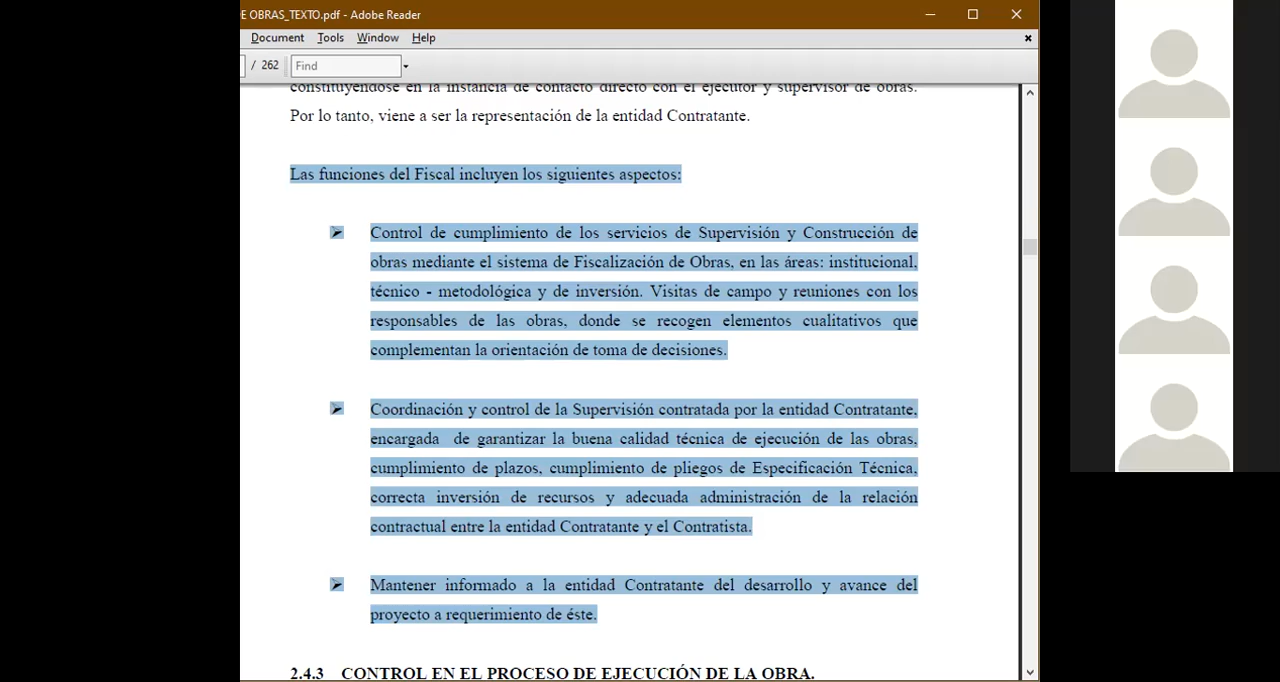 E OBRAS_TEXTO.pdf - Adobe Reader
Document Tools Window Help
/ 262 Find
constituyéndose en la instancia de contacto directo con el ejecutor y supervisor de obras.
Por lo tanto, viene a ser la representación de la entidad Contratante.
Las funciones del Fiscal incluyen los siguientes aspectos:
Control de cumplimiento de los servicios de Supervisión y Construcción de
obras mediante el sistema de Fiscalización de Obras, en las áreas: institucional,
técnico - metodológica y de inversión. Visitas de campo y reuniones con los
responsables de las obras, donde se recogen elementos cualitativos que
complementan la orientación de toma de decisiones.
Coordinación y control de la Supervisión contratada por la entidad Contratante,
encargada de garantizar la buena calidad técnica de ejecución de las obras,
cumplimiento de plazos, cumplimiento de pliegos de Especificación Técnica,
correcta inversión de recursos y adecuada administración de la relación
contractual entre la entidad Contratante y el Contratista.
Mantener informado a la entidad Contratante del desarrollo y avance del
proyecto a requerimiento de éste.
2.4.3 CONTROL EN EL PROCESO DE EJECUCIÓN DE LA OBRA.